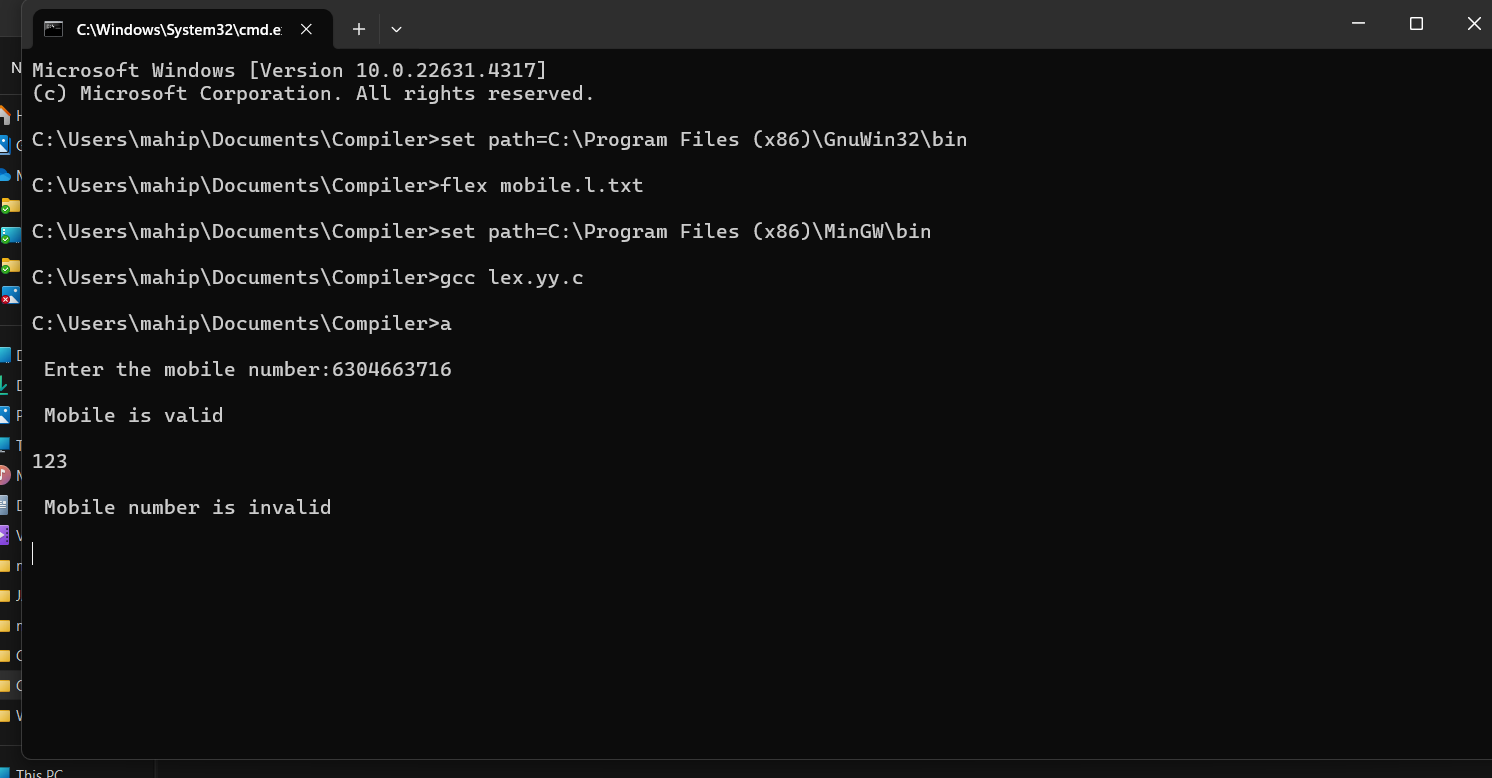 C:\Windows\System32\cmd.e
Microsoft Windows [Version 10.0.22631.4317]
(c) Microsoft Corporation. All rights reserved.
C:\Users\mahip\Documents\Compiler>set path=C:\Program Files (x86)\GnuWin32\bin
C:\Users\mahip\Documents\Compiler>flex mobile.l.txt
C:\Users\mahip\Documents\Compiler>set path=C:\Program Files (x86)\MinGW\bin
C:\Users\mahip\Documents\Compiler>gcc lex.yy.c
C:\Users\mahip\Documents\Compiler>a
Enter the mobile number:6304663716
Mobile is valid
123
Mobile number is invalid
This PC